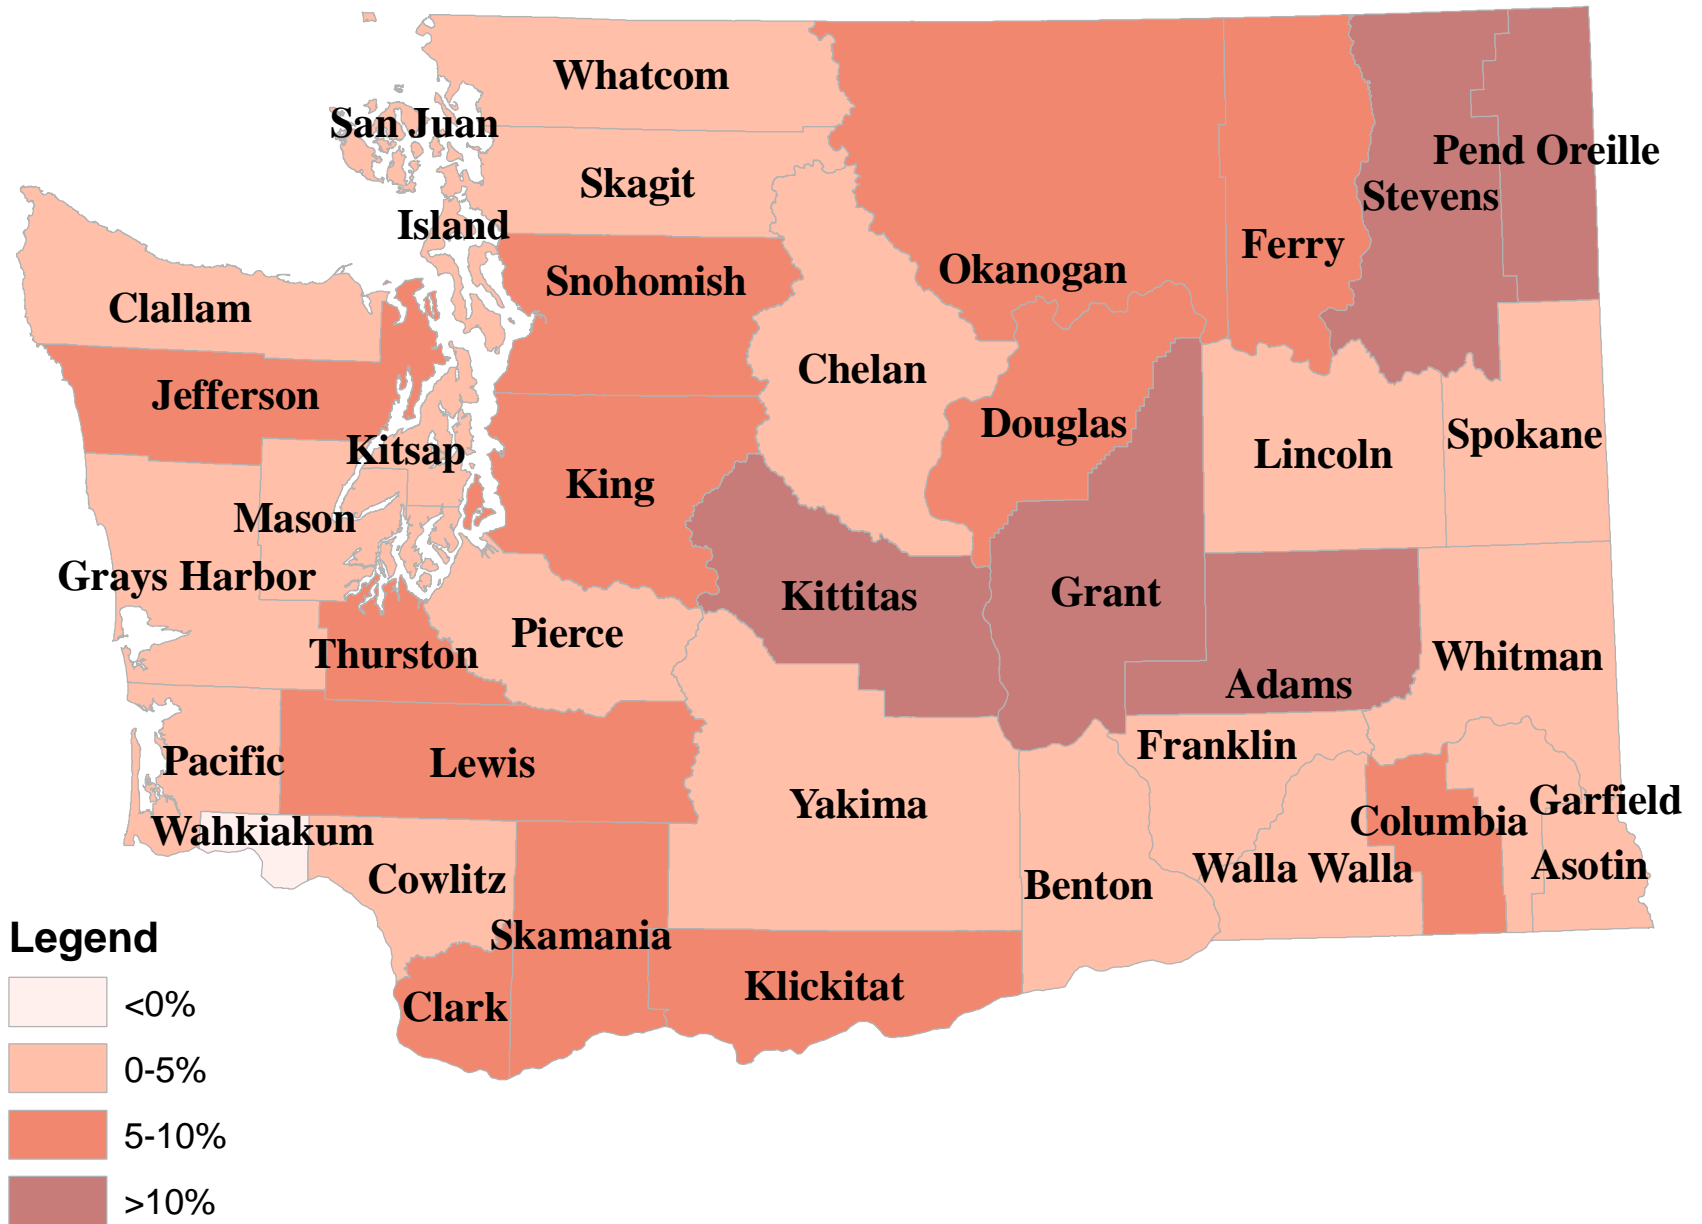 Whatcom
San Juan
Pend Oreille
Skagit
Stevens
Island
Ferry
Okanogan
Snohomish
Clallam
Chelan
Jefferson
Douglas
Spokane
Kitsap
Lincoln
King
Mason
Grays Harbor
Kittitas
Grant
Pierce
Thurston
Whitman
Adams
Franklin
Pacific
Lewis
Yakima
Garfield
Columbia
Wahkiakum
Asotin
Walla Walla
Cowlitz
Benton
Skamania
Klickitat
Clark
Legend
<0%
0-5%
5-10%
>10%